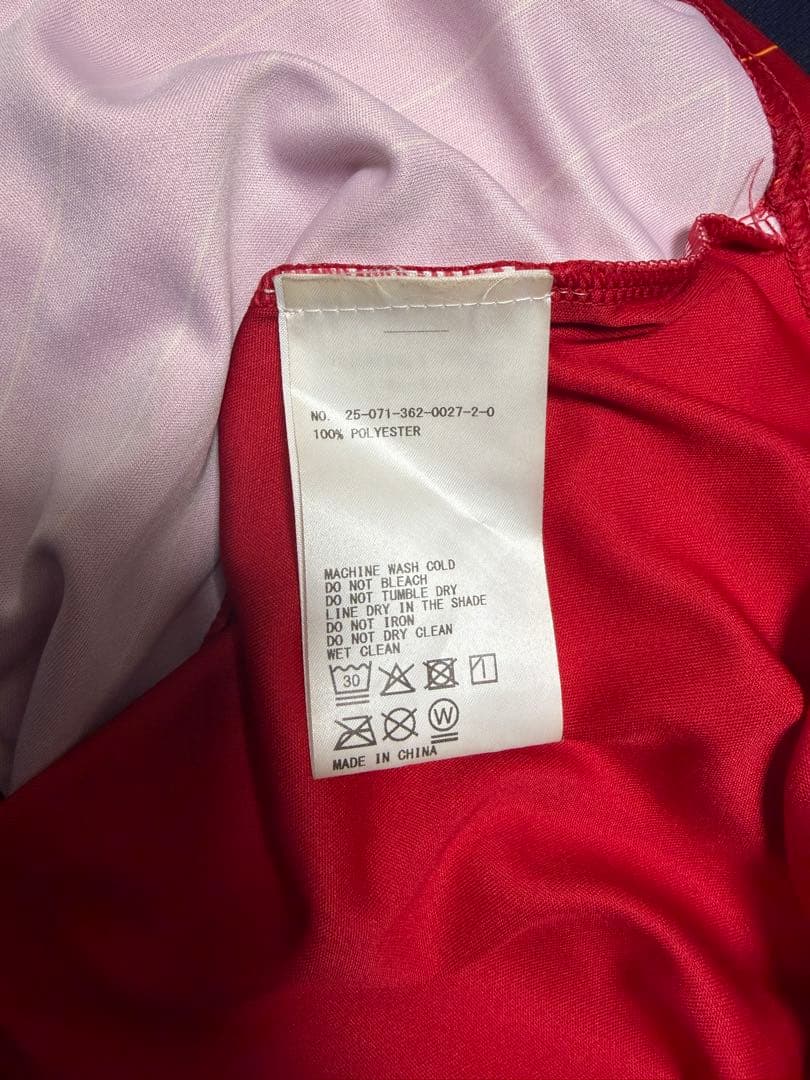 NO. 25-071-362-0027-2-0
100% POLYESTER
MACHINE WASH COLD
DO NOT BLEACH
DO NOT TUMBLE DRY
LINE DRY IN THE SHADE
DO NOT IRON
DO NOT DRY CLEAN
WET CLEAN
30
W
MADE IN CHINA